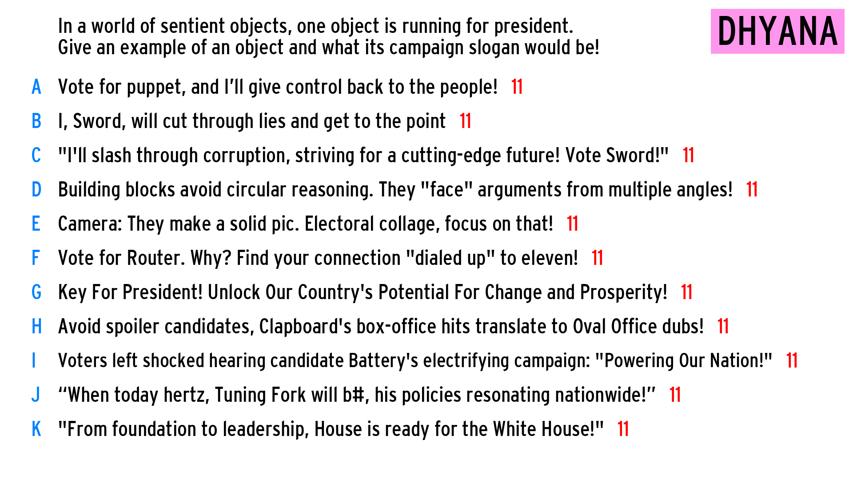 In a world of sentient objects, one object is running for president.
Give an example of an object and what its campaign slogan would be!
DHYANA
A Vote for puppet, and I'll give control back to the people! 11
B I, Sword, will cut through lies and get to the point 11
C "I'll slash through corruption, striving for a cutting-edge future! Vote Sword!" 11
D Building blocks avoid circular reasoning. They "face" arguments from multiple angles! 11
E Camera: They make a solid pic. Electoral collage, focus on that! 11
F Vote for Router. Why? Find your connection "dialed up" to eleven! 11
G Key For President! Unlock Our Country's Potential For Change and Prosperity! 11
H Avoid spoiler candidates, Clapboard's box-office hits translate to Oval Office dubs! 11
I Voters left shocked hearing candidate Battery's electrifying campaign: "Powering Our Nation!" 11
J “When today hertz, Tuning Fork will b#, his policies resonating nationwide!” 11
K "From foundation to leadership, House is ready for the White House!" 11